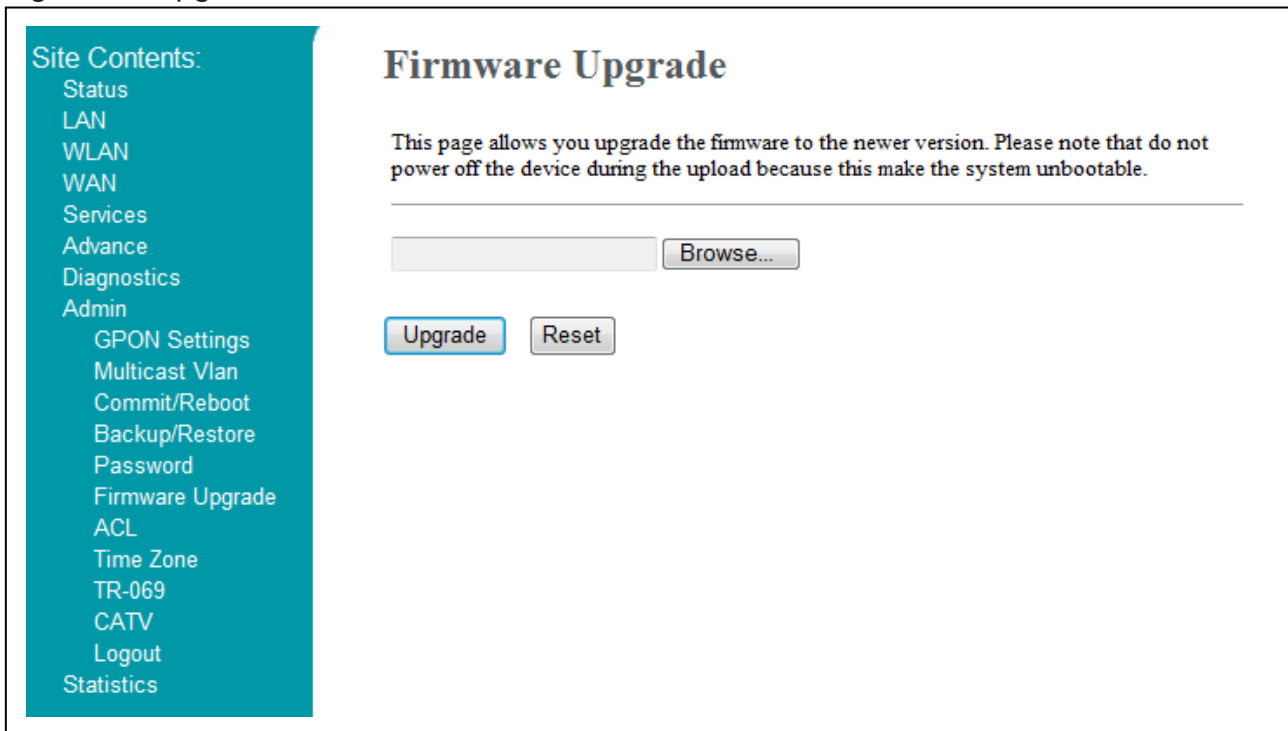 Site Contents:
Status
LAN
WLAN
WAN
Services
Advance
Diagnostics
Admin
GPON Settings
Multicast Vlan
Commit/Reboot
Backup/Restore
Password
Firmware Upgrade
ACL
Time Zone
TR-069
CATV
Logout
Statistics
Firmware Upgrade
This page allows you upgrade the firmware to the newer version. Please note that do not
power off the device during the upload because this make the system unbootable.
Browse...
Upgrade Reset